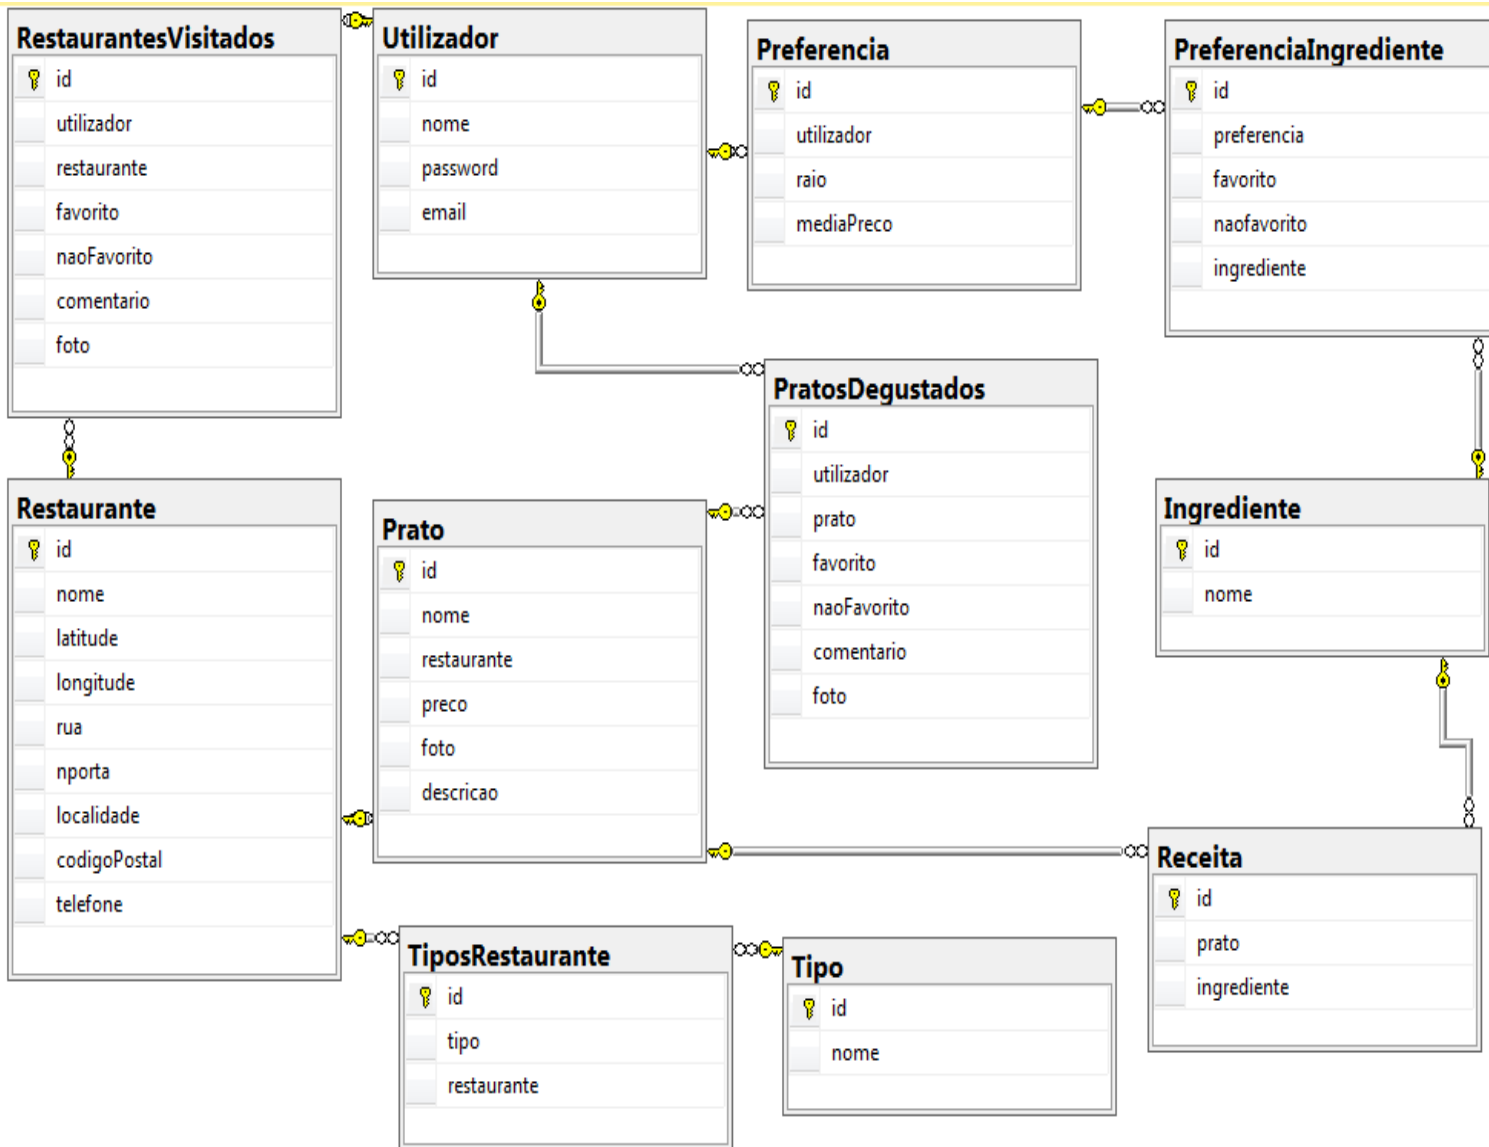 RestaurantesVisitados
id
utilizador
restaurante
favorito
naoFavorito
comentario
foto
Utilizador
id
nome
password
email
Preferencia
id
utilizador
raio
mediaPreco
PreferenciaIngrediente
id
preferencia
favorito
naofavorito
ingrediente
PratosDegustados
id
utilizador
prato
favorito
naoFavorito
comentario
foto
Restaurante
id
nome
latitude
longitude
rua
nporta
localidade
codigoPostal
telefone
Prato
id
nome
restaurante
preco
foto
descricao
Ingrediente
id
nome
Receita
id
prato
ingrediente
TiposRestaurante
id
tipo
restaurante
Tipo
id
nome